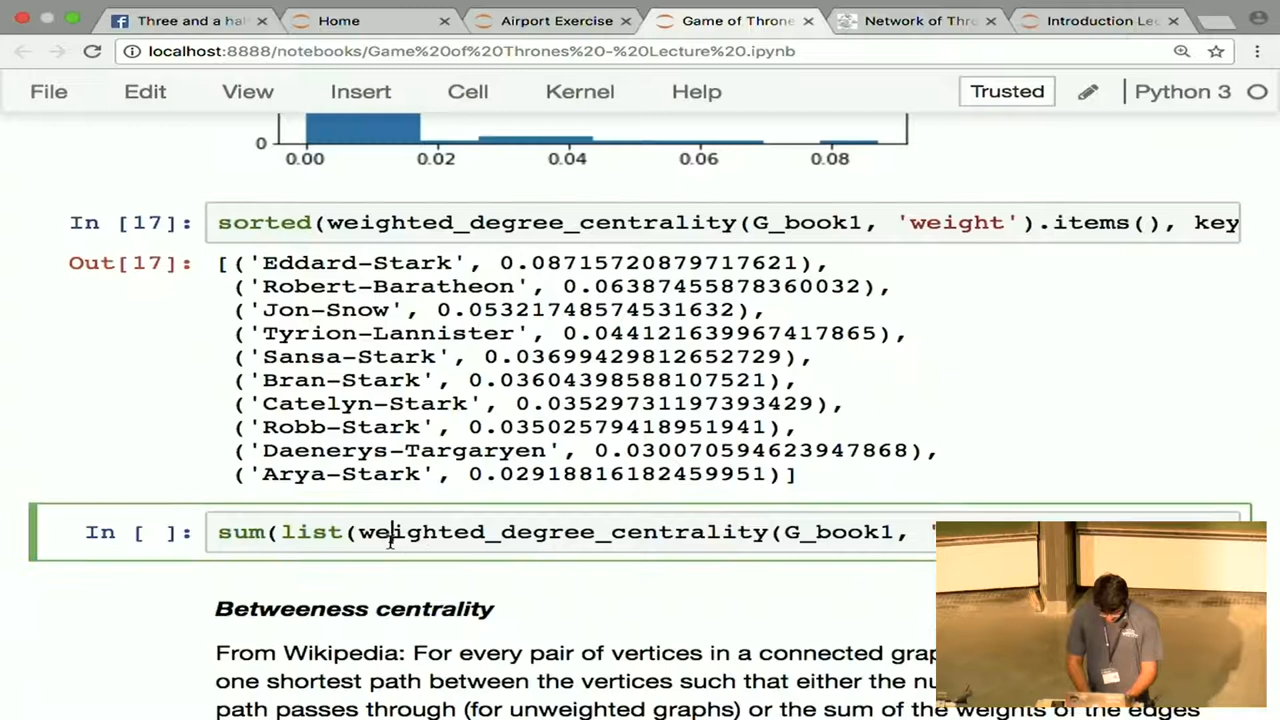 Three and a ha
Home
Airport Exercise
Game of Throne
Network of Thro
Introduction Le
localhost:8888/notebooks/Game%20of%20Thrones%20-%20Lecture%20.ipynb
File Edit View Insert Cell Kernel Help Trusted Python 3
0
0.00 0.02 0.04 0.06 0.08
In [17]: sorted(weighted_degree_centrality(G_book1, 'weight').items(), key
Out[17]: [('Eddard-Stark', 0.08715720879717621),
('Robert-Baratheon', 0.06387455878360032),
('Jon-Snow', 0.05321748574531632),
('Tyrion-Lannister', 0.044121639967417865),
('Sansa-Stark', 0.03699429812652729),
('Bran-Stark', 0.03604398588107521),
('Catelyn-Stark', 0.03529731197393429),
('Robb-Stark', 0.03502579418951941),
('Daenerys-Targaryen', 0.030070594623947868),
('Arya-Stark', 0.02918816182459951)]
In [ ]: sum(list(weighted_degree_centrality(G_book1, '
Betweeness centrality
From Wikipedia: For every pair of vertices in a connected grap
one shortest path between the vertices such that either the nu
path passes through (for unweighted graphs) or the sum of the weights of the edges